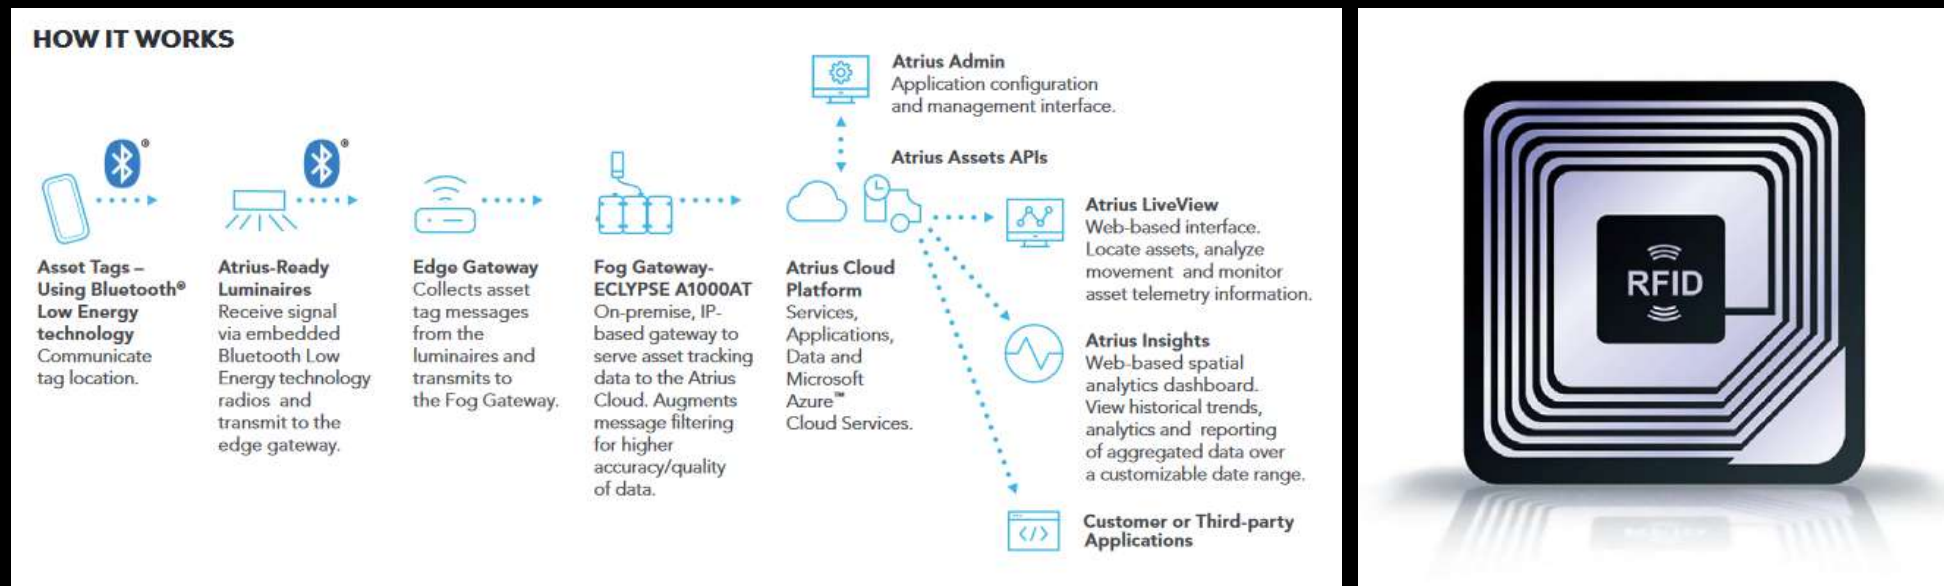 HOW IT WORKS
Atrius Admin
Application configuration
and management interface.
Atrius Assets APIs
®
®
Asset Tags –
Using Bluetooth®
Low Energy
technology
Communicate
tag location.
Atrius-Ready
Luminaires
Receive signal
via embedded
Bluetooth Low
Energy technology
radios and
transmit to the
edge gateway.
Edge Gateway
Collects asset
tag messages
from the
luminaires and
transmits to
the Fog Gateway.
Fog Gateway-
ECLYPSE A1000AT
On-premise, IP-
based gateway to
serve asset tracking
data to the Atrius
Cloud. Augments
message filtering
for higher
accuracy/quality
of data.
Atrius Cloud
Platform
Services,
Applications,
Data and
Microsoft
Azure™
Cloud Services.
Atrius LiveView
Web-based interface.
Locate assets, analyze
movement and monitor
asset telemetry information.
Atrius Insights
Web-based spatial
analytics dashboard.
View historical trends,
analytics and reporting
of aggregated data over
a customizable date range.
</>
Customer or Third-party
Applications
RFID